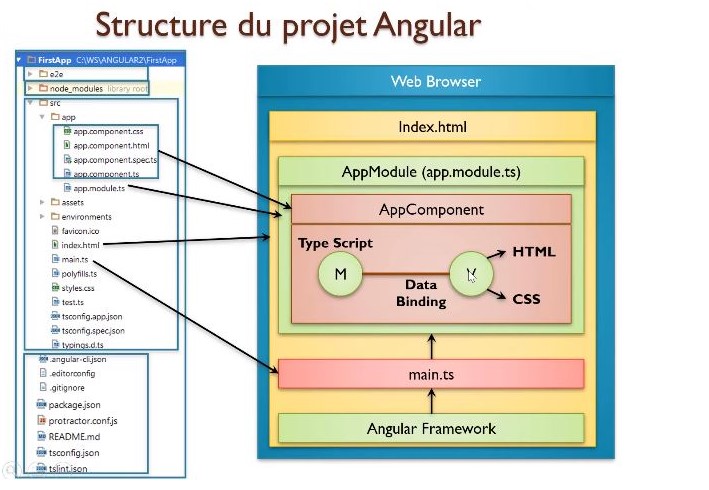 Structure du projet Angular
FirstApp C:\WS\ANGULAR2\FirstApp
e2e
node_modules library root
src
app
app.component.css
app.component.html
app.component.spec.ts
app.component.ts
app.module.ts
assets
environments
favicon.ico
index.html
main.ts
polyfills.ts
styles.css
test.ts
tsconfig.app.json
tsconfig.spec.json
typings.d.ts
.angular-cli.json
.editorconfig
.gitignore
package.json
protractor.conf.js
README.md
tsconfig.json
tslint.json
Web Browser
Index.html
AppModule (app.module.ts)
AppComponent
Type Script
M
V
Data
Binding
HTML
CSS
main.ts
Angular Framework